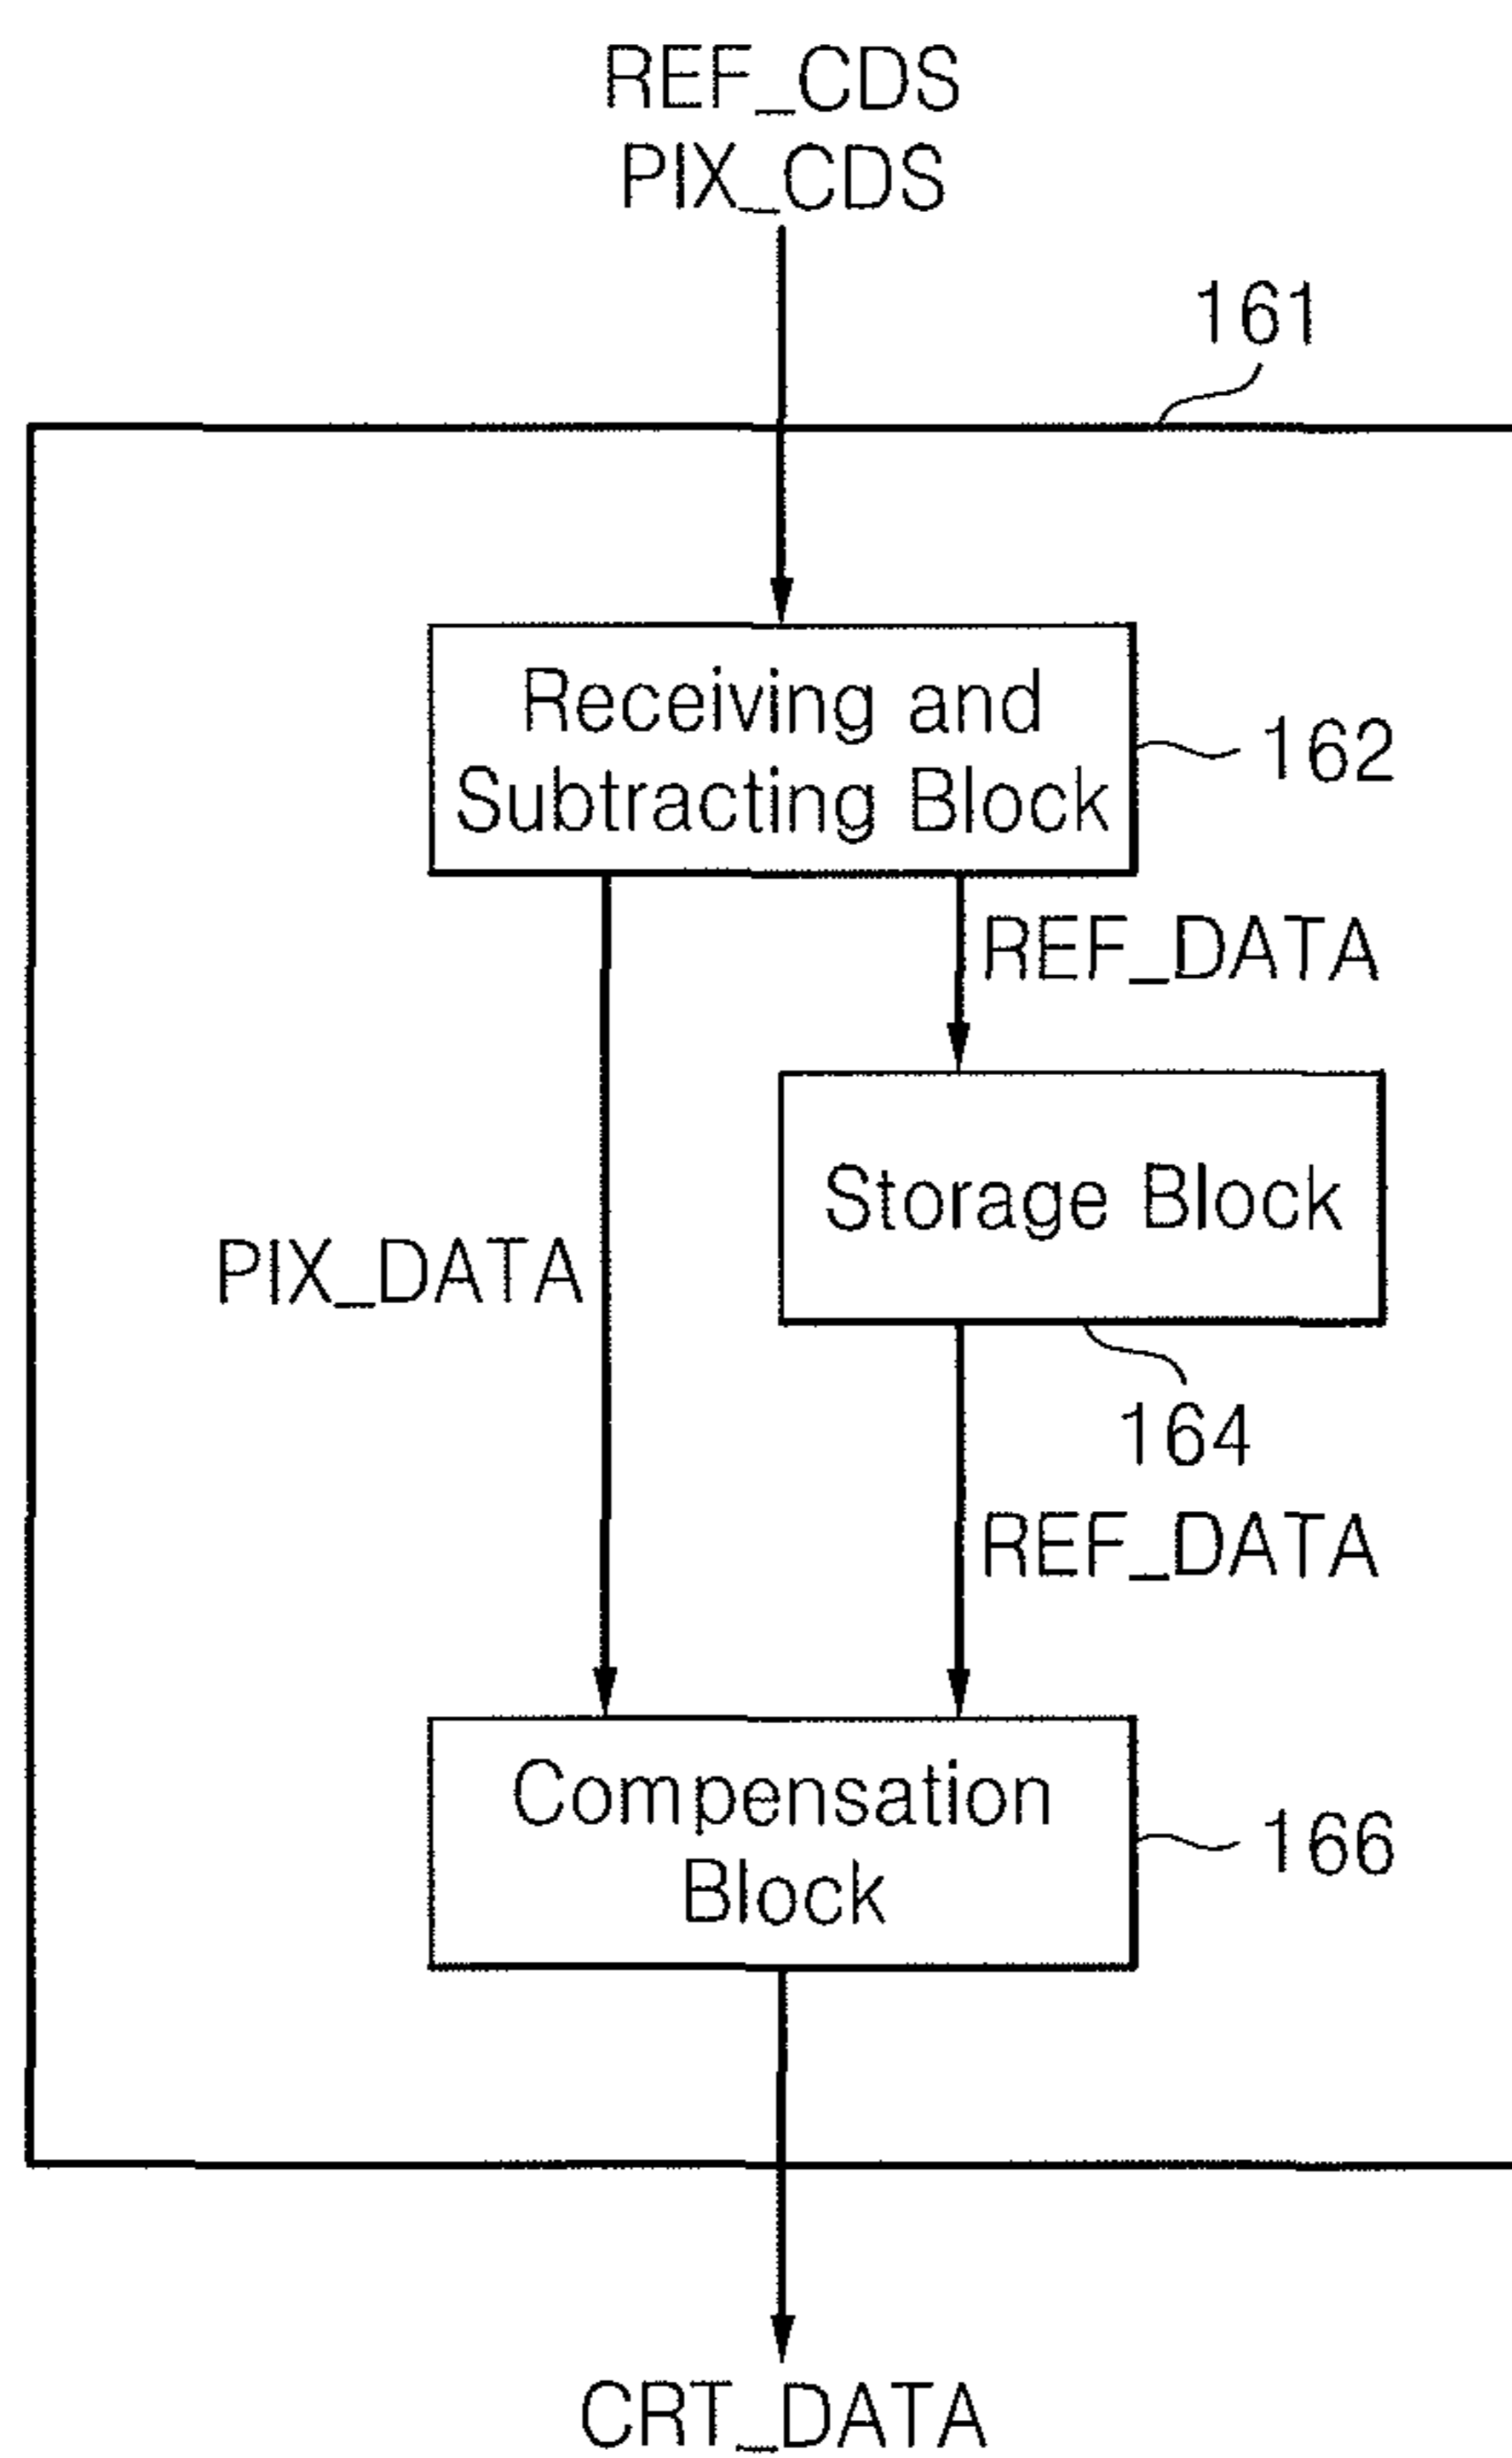 REF_CDS
PIX_CDS
161
Receiving and
Subtracting Block
162
REF_DATA
Storage Block
PIX_DATA
164
REF_DATA
Compensation
Block
166
CRT_DATA